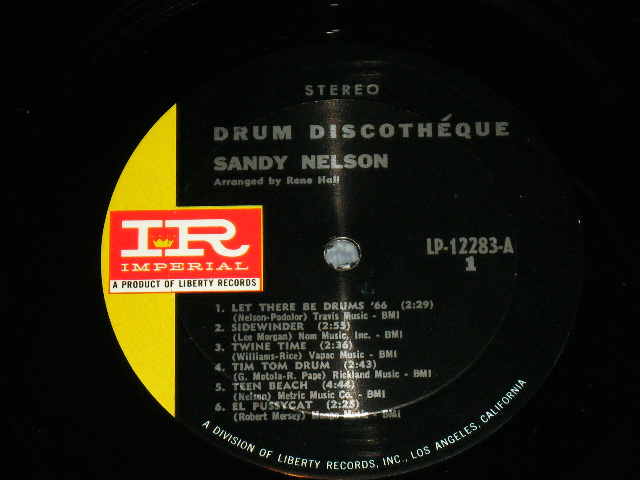 STEREO
DRUM DISCOTHÉQUE
SANDY NELSON
Arranged by Rene Hall
IR
IMPERIAL
A PRODUCT OF LIBERTY RECORDS
LP-12283-A
1
1. LET THERE BE DRUMS '66 (2:29)
(Nelson-Podolor) Travis Music - BMI
2. SIDEWINDER (2:55)
(Lee Morgan) Nom Music, Inc. - BMI
3. TWINE TIME (2:36)
(Williams-Rice) Vapac Music - BMI
4. TIM TOM DRUM (2:43)
(G. Motola-R. Page) Rickland Music - BMI
5. TEEN BEACH (4:44)
(Nelson) Metric Music Co. - BMI
6. EL PUSSYCAT (2:25)
(Robert Mersey) Mongo Music - BMI
A DIVISION OF LIBERTY RECORDS, INC., LOS ANGELES, CALIFORNIA